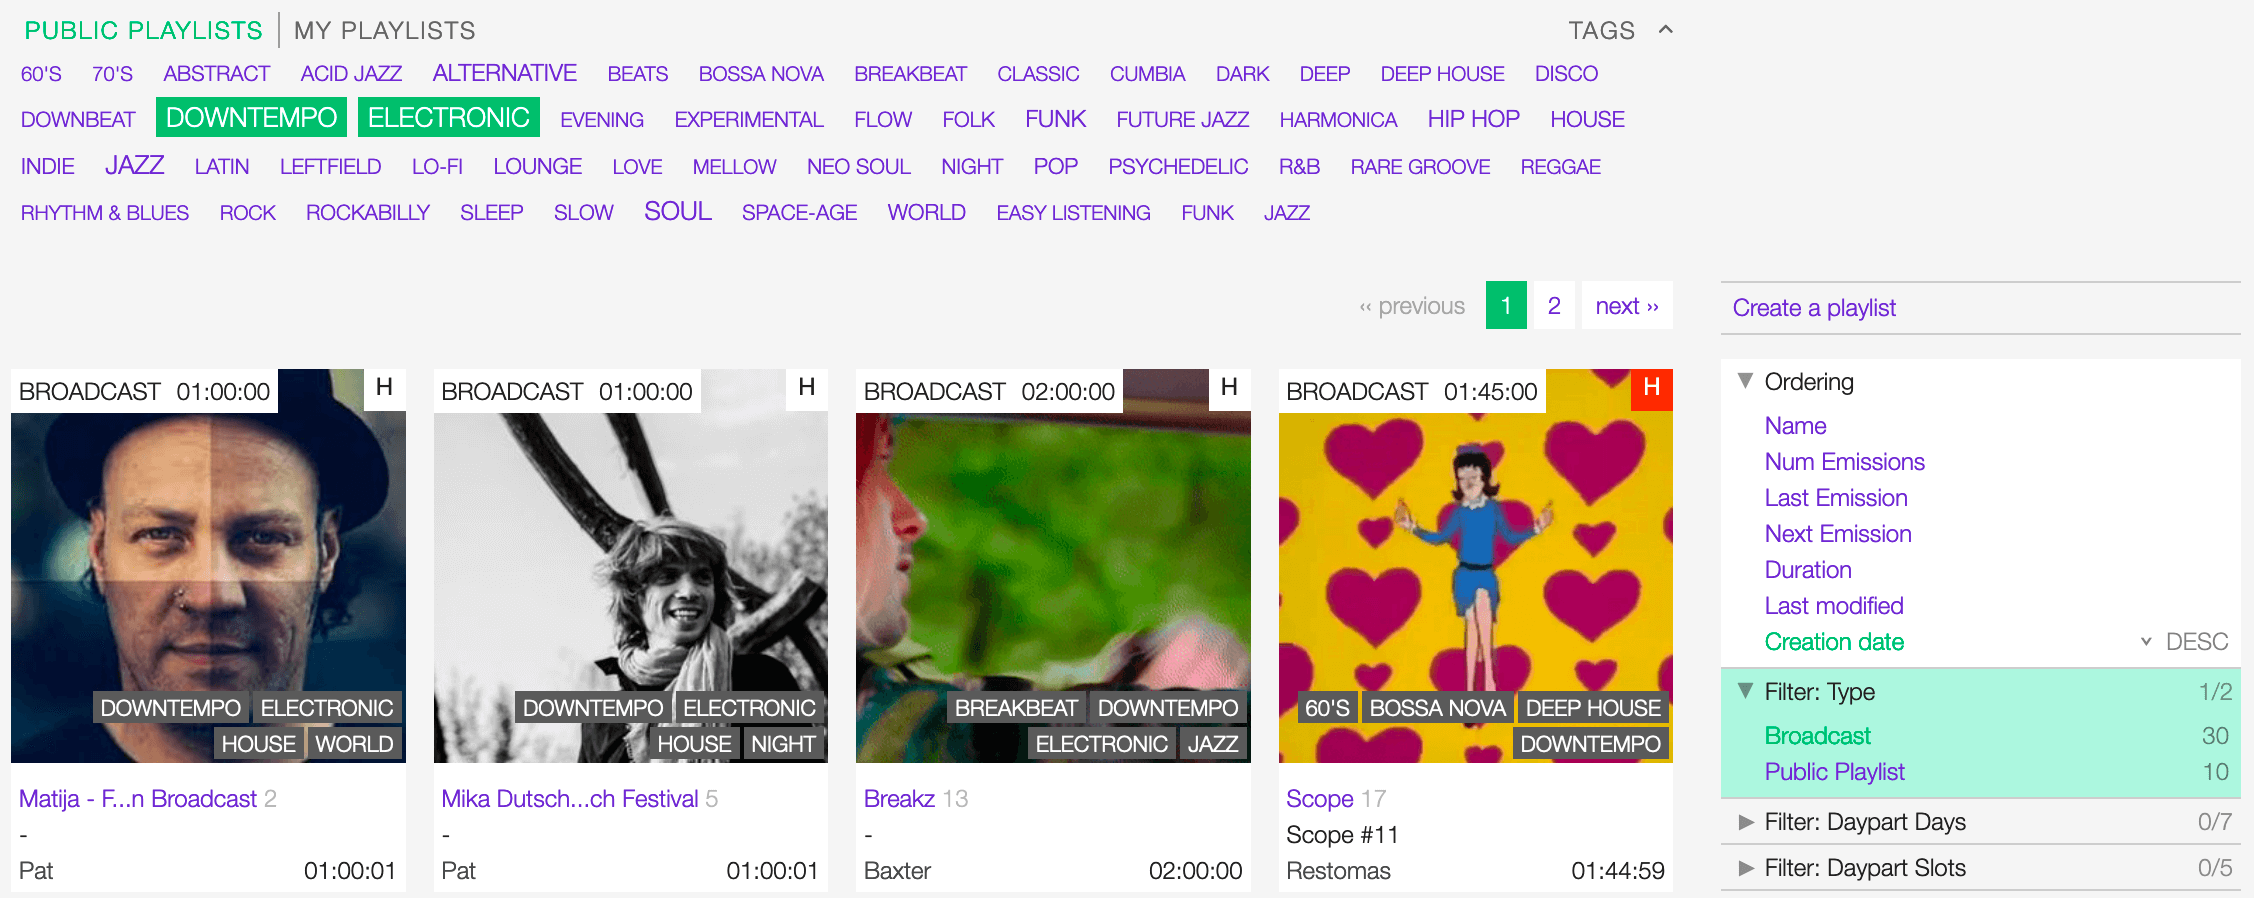 PUBLIC PLAYLISTS MY PLAYLISTS TAGS
60'S 70'S ABSTRACT ACID JAZZ ALTERNATIVE BEATS BOSSA NOVA BREAKBEAT CLASSIC CUMBIA DARK DEEP DEEP HOUSE DISCO
DOWNBEAT DOWNTEMPO ELECTRONIC EVENING EXPERIMENTAL FLOW FOLK FUNK FUTURE JAZZ HARMONICA HIP HOP HOUSE
INDIE JAZZ LATIN LEFTFIELD LO-FI LOUNGE LOVE MELLOW NEO SOUL NIGHT POP PSYCHEDELIC R&B RARE GROOVE REGGAE
RHYTHM & BLUES ROCK ROCKABILLY SLEEP SLOW SOUL SPACE-AGE WORLD EASY LISTENING FUNK JAZZ
‹‹ previous 1 2 next ››
BROADCAST 01:00:00 H
DOWNTEMPO ELECTRONIC
HOUSE WORLD
Matija - F...n Broadcast 2
-
Pat 01:00:01
BROADCAST 01:00:00 H
DOWNTEMPO ELECTRONIC
HOUSE NIGHT
Mika Dutsch...ch Festival 5
-
Pat 01:00:01
BROADCAST 02:00:00 H
BREAKBEAT DOWNTEMPO
ELECTRONIC JAZZ
Breakz 13
-
Baxter 02:00:00
BROADCAST 01:45:00 H
60'S BOSSA NOVA DEEP HOUSE
DOWNTEMPO
Scope 17
Scope #11
Restomas 01:44:59
Create a playlist
Ordering
Name
Num Emissions
Last Emission
Next Emission
Duration
Last modified
Creation date DESC
Filter: Type 1/2
Broadcast 30
Public Playlist 10
Filter: Daypart Days 0/7
Filter: Daypart Slots 0/5